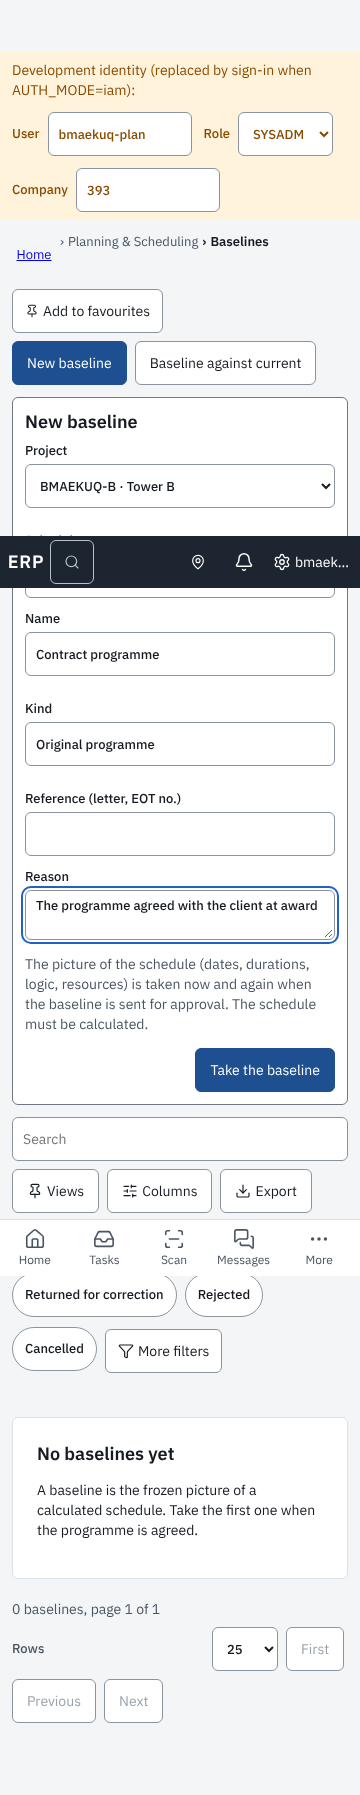 Development identity (replaced by sign-in when
AUTH_MODE=iam):
User bmaekuq-plan Role SYSADM
Company 393
Home › Planning & Scheduling › Baselines
Add to favourites
New baseline Baseline against current
New baseline
Project
BMAEKUQ-B · Tower B
ERP bmaek...
Name
Contract programme
Kind
Original programme
Reference (letter, EOT no.)
Reason
The programme agreed with the client at award
The picture of the schedule (dates, durations,
logic, resources) is taken now and again when
the baseline is sent for approval. The schedule
must be calculated.
Take the baseline
Search
Views Columns Export
Home Tasks Scan Messages More
Returned for correction Rejected
Cancelled More filters
No baselines yet
A baseline is the frozen picture of a
calculated schedule. Take the first one when
the programme is agreed.
0 baselines, page 1 of 1
Rows 25 First
Previous Next